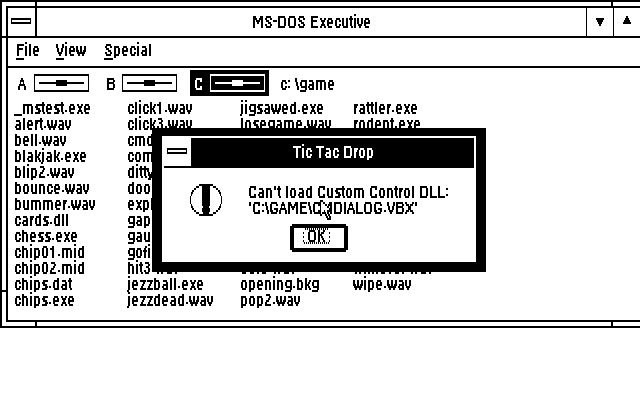 MS-DOS Executive
File View Special
A B C c: \game
_mstest.exe click1.wav jigsawed.exe rattler.exe
alert.wav click3.wav losegame.wav rodent.exe
bell.wav
blakjak.exe
blip2.wav
bounce.wav
bummer.wav
cards.dll
chess.exe
chip01.mid
chip02.mid
chips.dat jezzball.exe opening.bkg wipe.wav
chips.exe jezzdead.wav pop2.wav
Tic Tac Drop
Can't load Custom Control DLL:
'C:\GAME\CMDIALOG.VBX'
OK